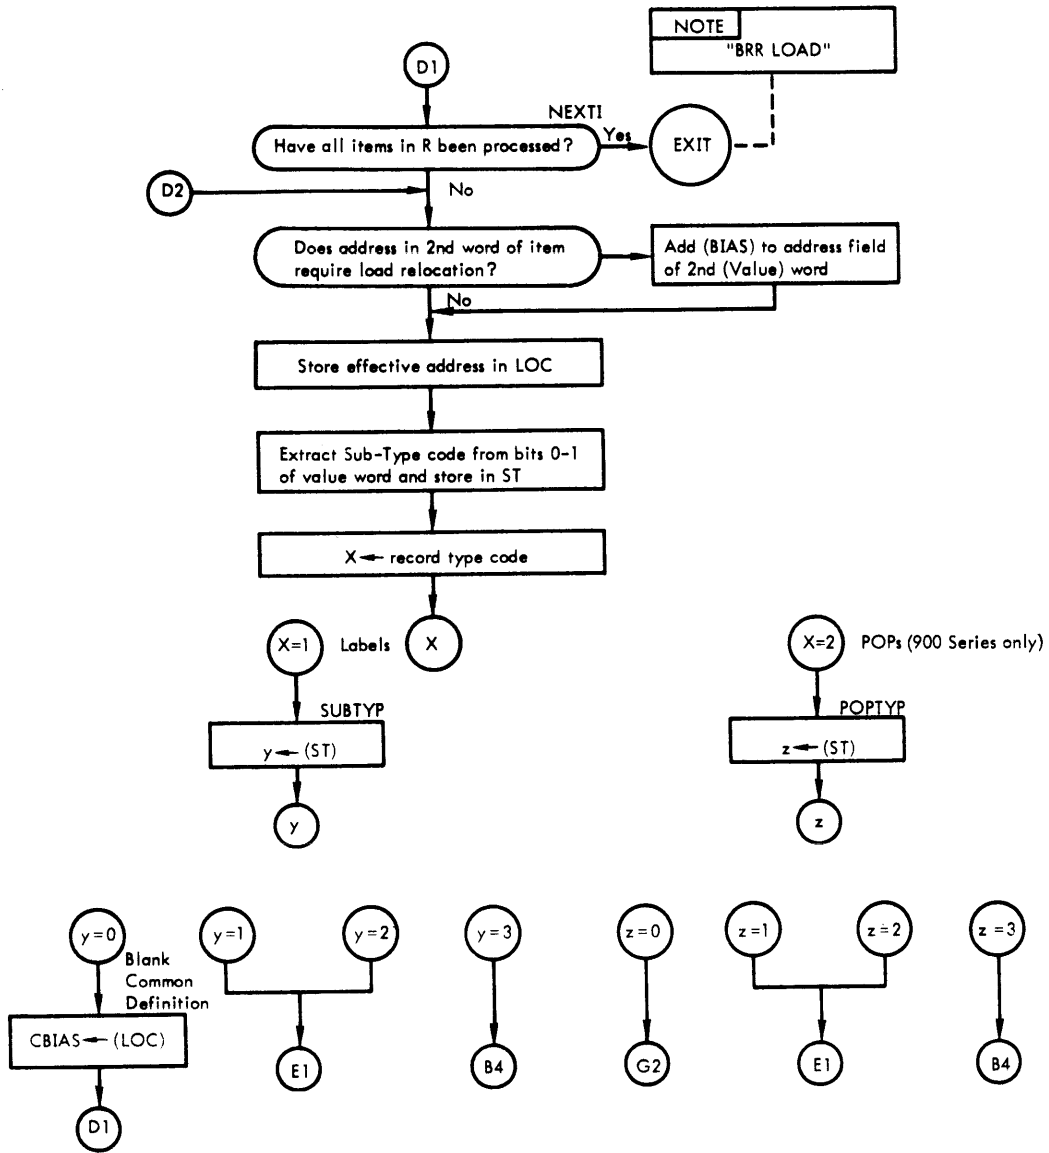 NOTE
"BRR LOAD"
D1
NEXTI
Have all items in R been processed?
Yes
EXIT
D2
No
Does address in 2nd word of item
require load relocation?
Add (BIAS) to address field
of 2nd (Value) word
No
Store effective address in LOC
Extract Sub-Type code from bits 0-1
of value word and store in ST
X← record type code
X=1
Labels
X
X=2
POPs (900 Series only)
SUBTYP
y← (ST)
POPTYP
z← (ST)
y
z
y=0
y=1
y=2
y=3
z=0
z=1
z=2
z=3
Blank
Common
Definition
CBIAS← (LOC)
E1
B4
G2
E1
B4
D1